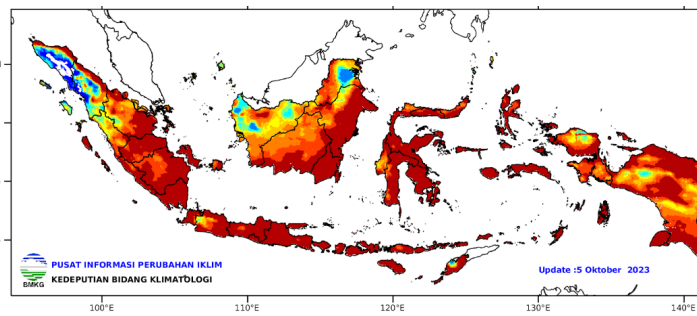 PUSAT INFORMASI PERUBAHAN IKLIM
KEDEPUTIAN BIDANG KLIMATOLOGI
BMKG
Update :5 Oktober 2023
100°E 110°E 120°E 130°E 140°E